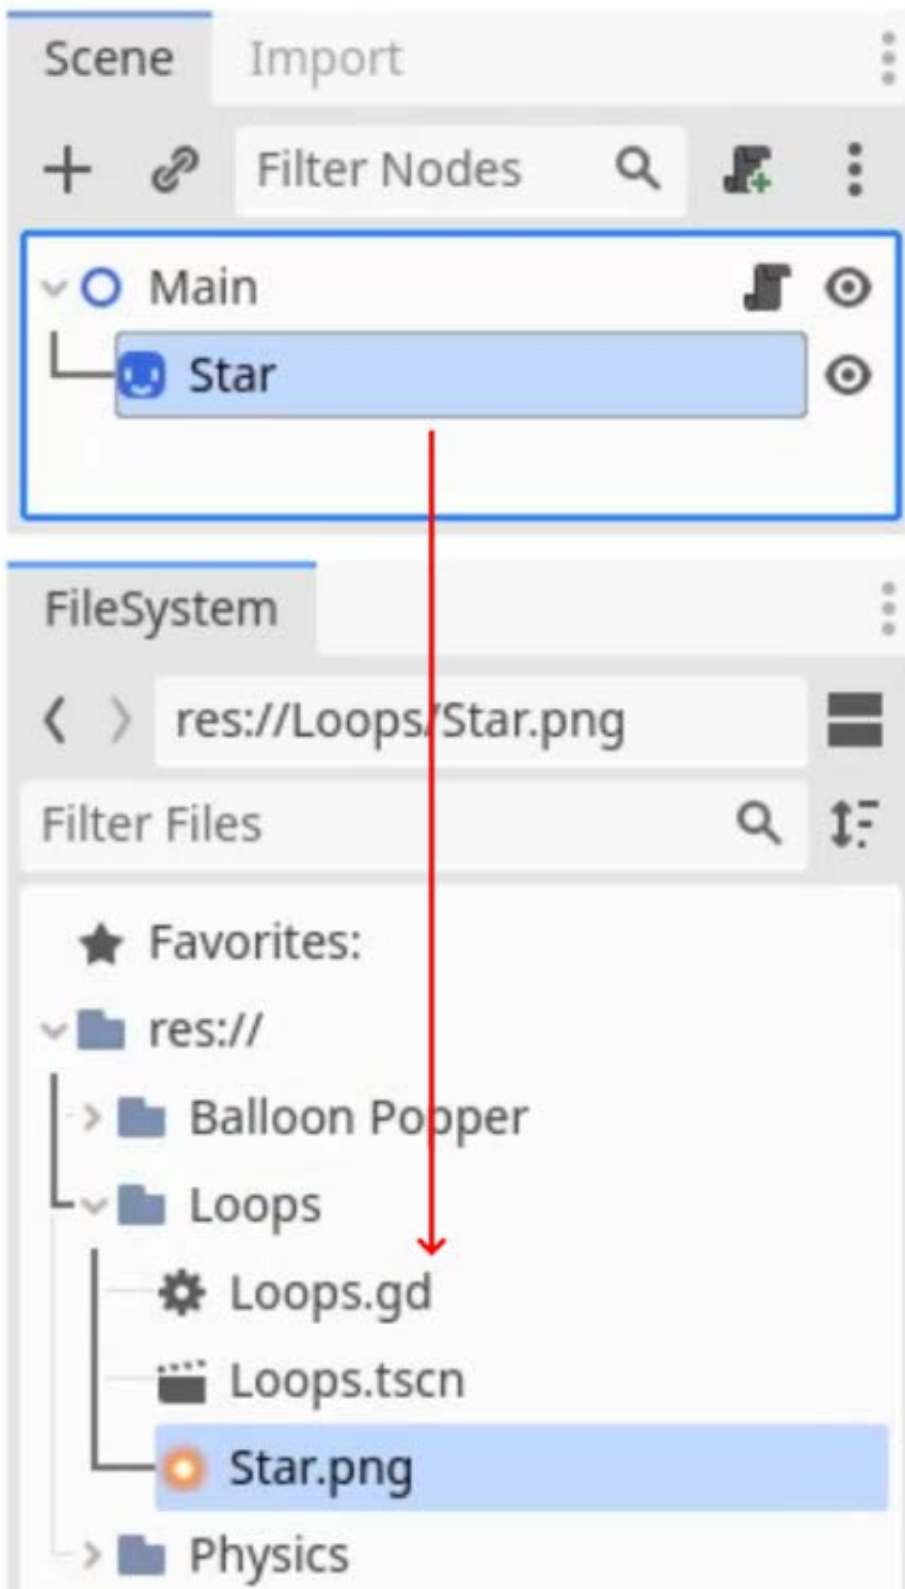 Scene Import
Filter Nodes
Main
Star
FileSystem
res://Loops/Star.png
Filter Files
Favorites:
res://
Balloon Popper
Loops
Loops.gd
Loops.tscn
Star.png
Physics